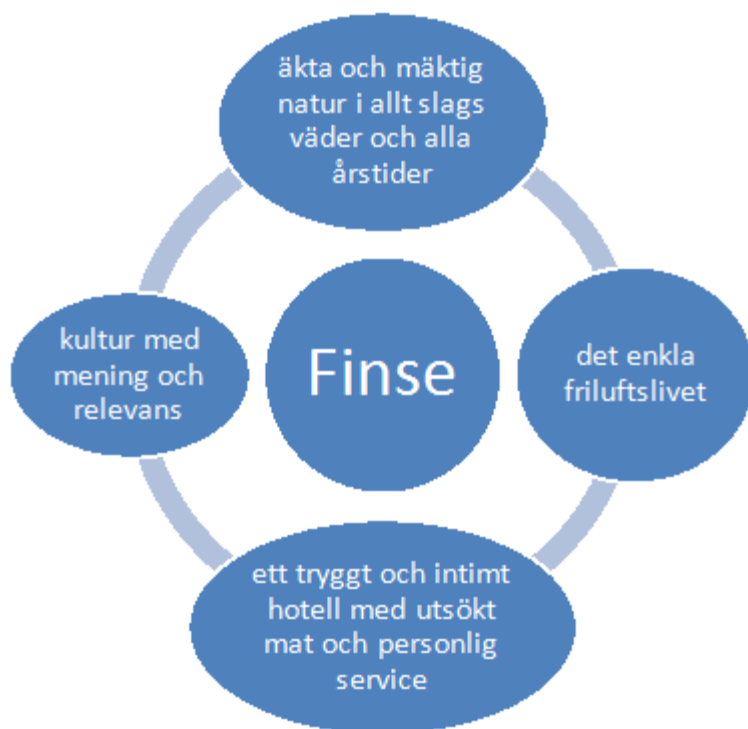 äkta och mäktig
natur i allt slags
väder och alla
årstider
kultur med
mening och
relevans
Finse
det enkla
friluftslivet
ett tryggt och intimt
hotell med utsökt
mat och personlig
service